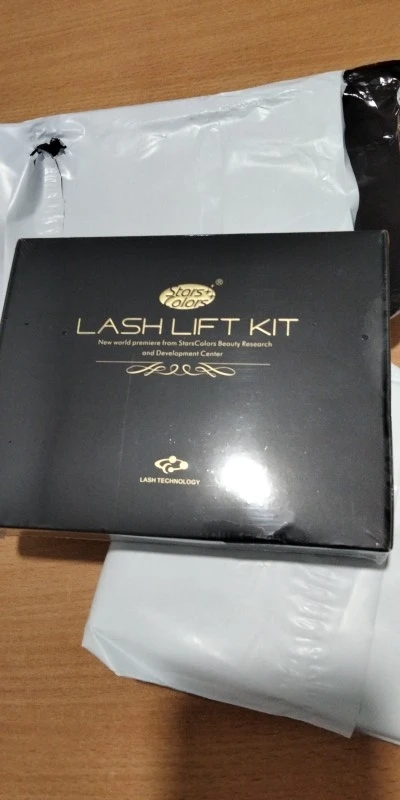 Stars
Colors
®
LASH LIFT KIT
New world premiere from StarsColors Beauty Research
and Development Center
LASH TECHNOLOGY